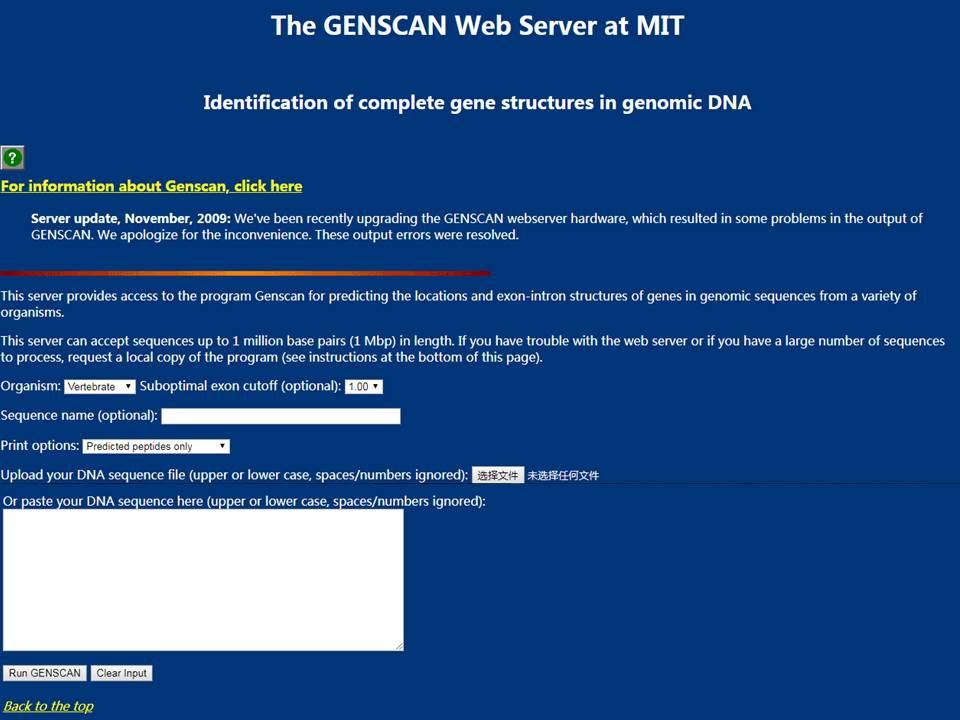 The GENSCAN Web Server at MIT
Identification of complete gene structures in genomic DNA
?
For information about Genscan, click here
Server update, November, 2009: We've been recently upgrading the GENSCAN webserver hardware, which resulted in some problems in the output of
GENSCAN. We apologize for the inconvenience. These output errors were resolved.
This server provides access to the program Genscan for predicting the locations and exon-intron structures of genes in genomic sequences from a variety of
organisms.
This server can accept sequences up to 1 million base pairs (1 Mbp) in length. If you have trouble with the web server or if you have a large number of sequences
to process, request a local copy of the program (see instructions at the bottom of this page).
Organism: Vertebrate Suboptimal exon cutoff (optional): 1.00
Sequence name (optional):
Print options: Predicted peptides only
Upload your DNA sequence file (upper or lower case, spaces/numbers ignored): 选择文件 未选择任何文件
Or paste your DNA sequence here (upper or lower case, spaces/numbers ignored):
Run GENSCAN Clear Input
Back to the top